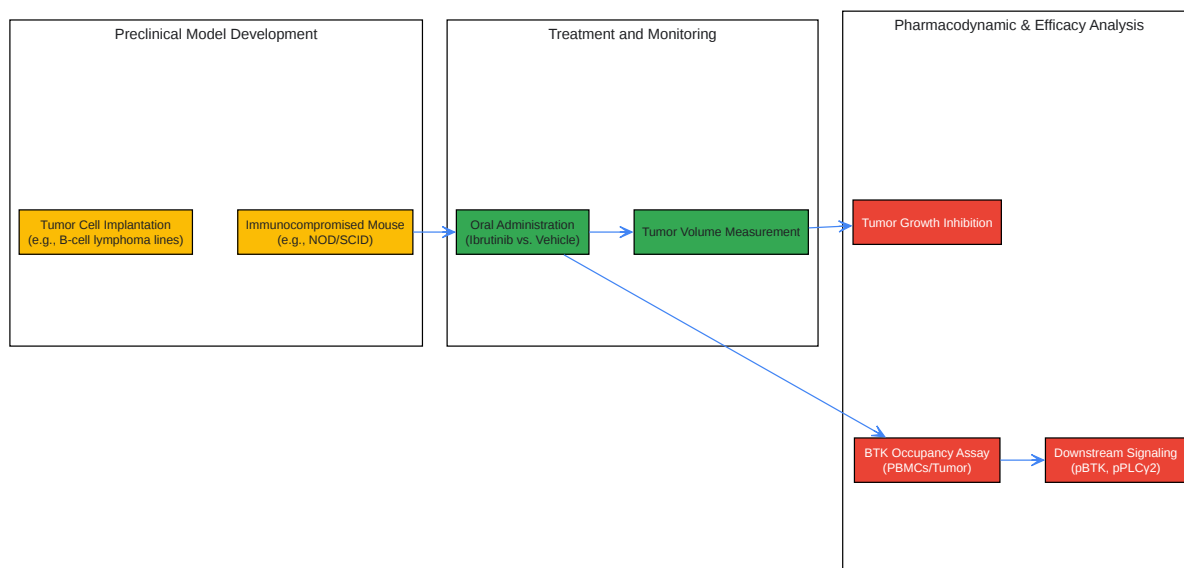 Preclinical Model Development
Tumor Cell Implantation
(e.g., B-cell lymphoma lines)
Immunocompromised Mouse
(e.g., NOD/SCID)
Treatment and Monitoring
Oral Administration
(Ibrutinib vs. Vehicle)
Tumor Volume Measurement
Pharmacodynamic & Efficacy Analysis
Tumor Growth Inhibition
BTK Occupancy Assay
(PBMCs/Tumor)
Downstream Signaling
(pBTK, pPLCγ2)